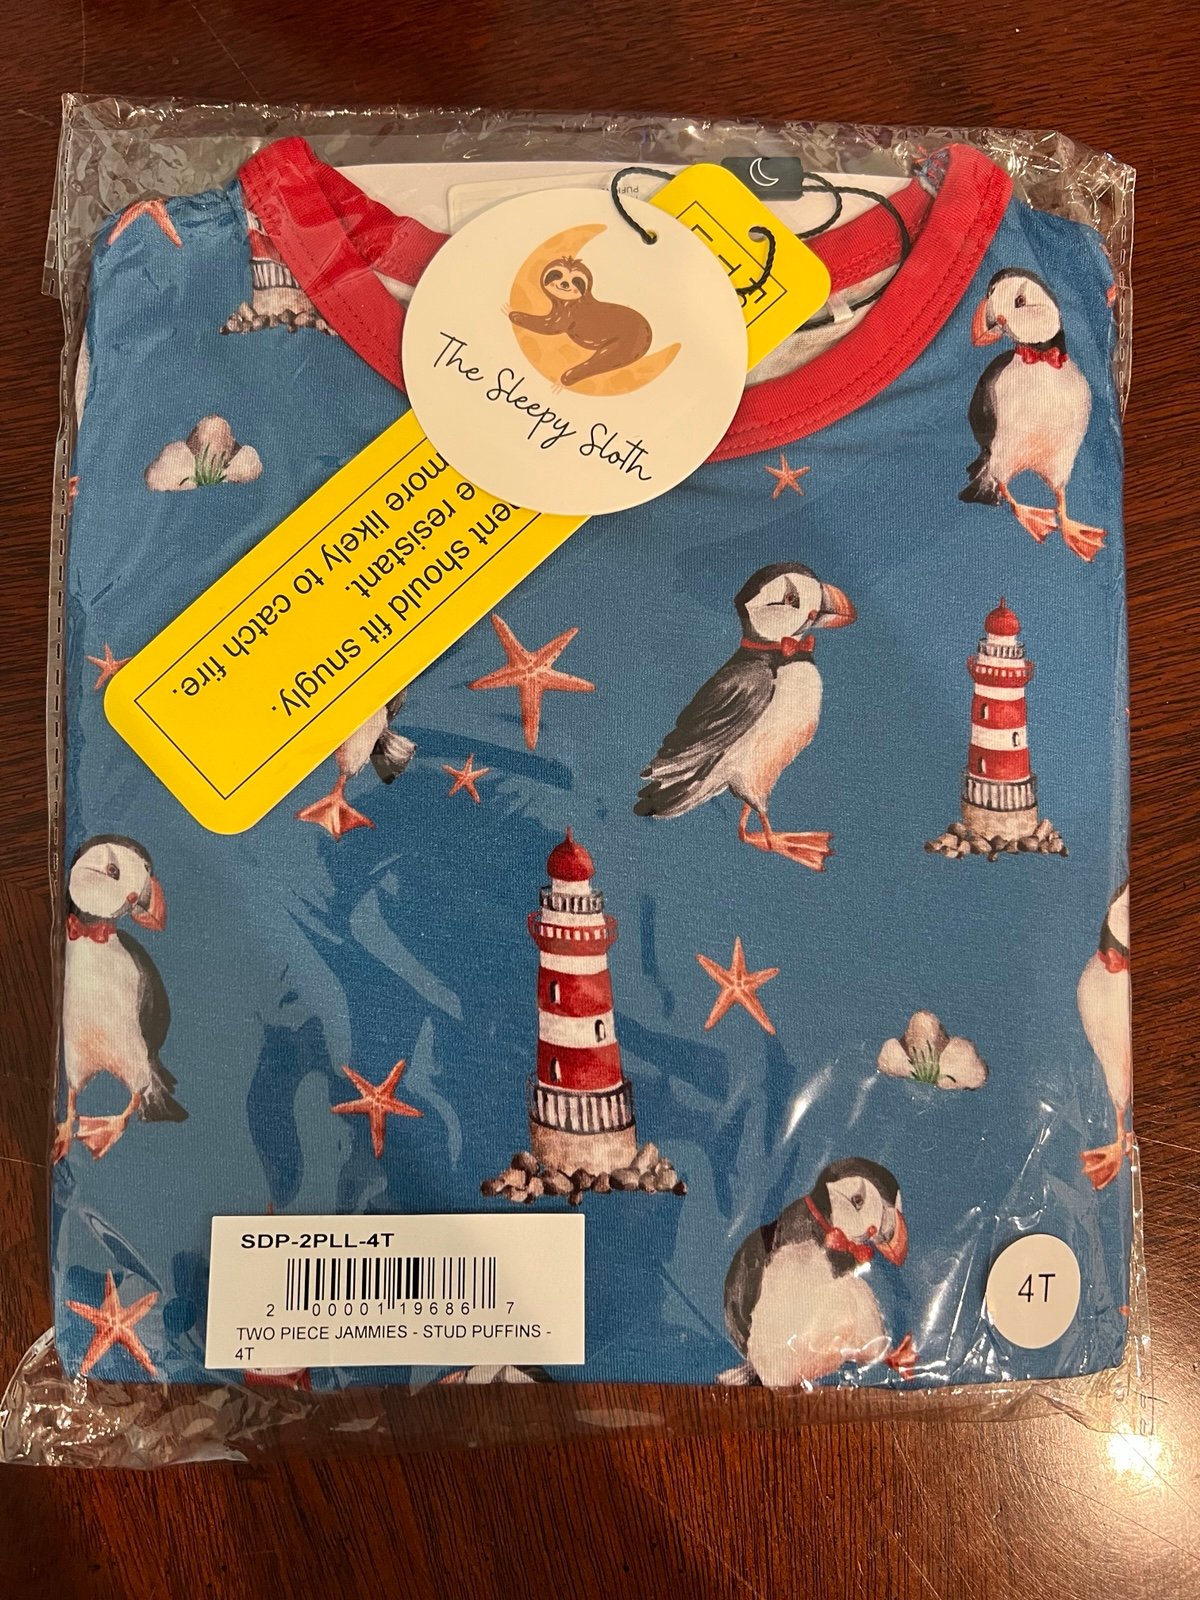 The Sleepy Sloth
ent should fit snugly.
e resistant.
more likely to catch fire.
4T
SDP-2PLL-4T
2 00001 19686 7
TWO PIECE JAMMIES - STUD PUFFINS -
4T